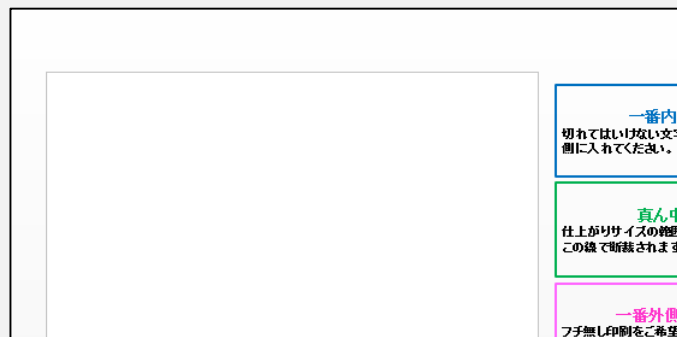 一番内
切れてはいけない文字
側に入れてください。
真ん中
仕上がりサイズの範囲
この線で断裁されます
一番外側
フチ無し印刷をご希望